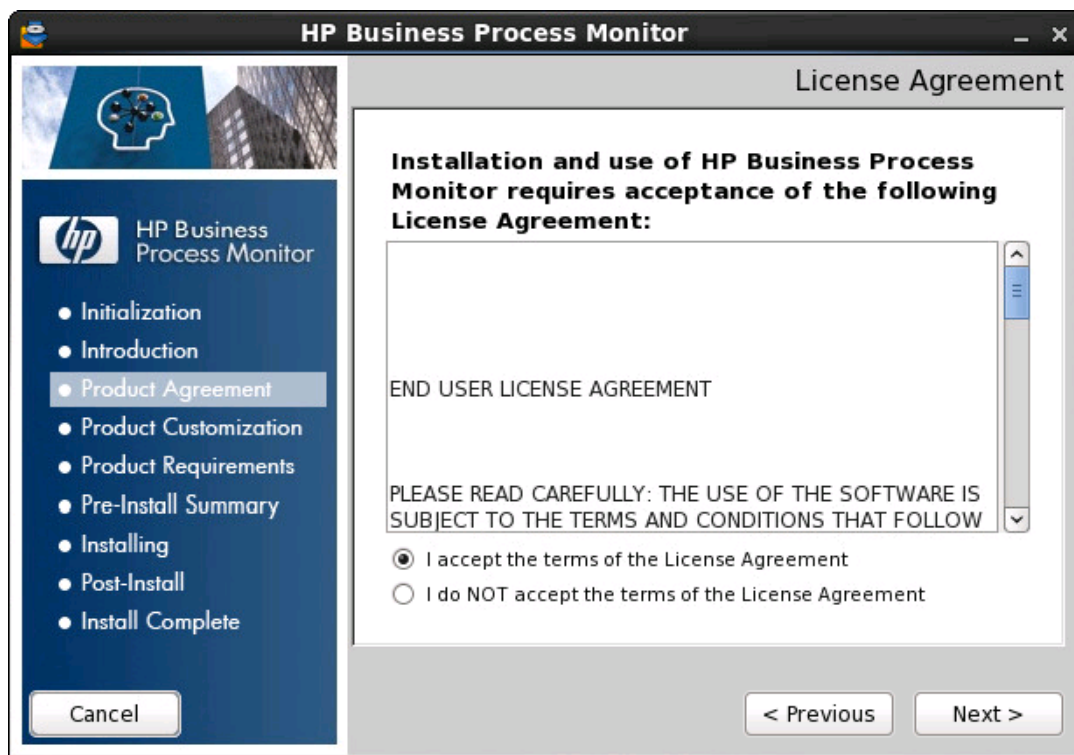 HP Business Process Monitor
License Agreement
hp
HP Business
Process Monitor
Initialization
Introduction
Product Agreement
Product Customization
Product Requirements
Pre-Install Summary
Installing
Post-Install
Install Complete
Installation and use of HP Business Process
Monitor requires acceptance of the following
License Agreement:
END USER LICENSE AGREEMENT
PLEASE READ CAREFULLY: THE USE OF THE SOFTWARE IS
SUBJECT TO THE TERMS AND CONDITIONS THAT FOLLOW
I accept the terms of the License Agreement
I do NOT accept the terms of the License Agreement
Cancel
< Previous
Next >